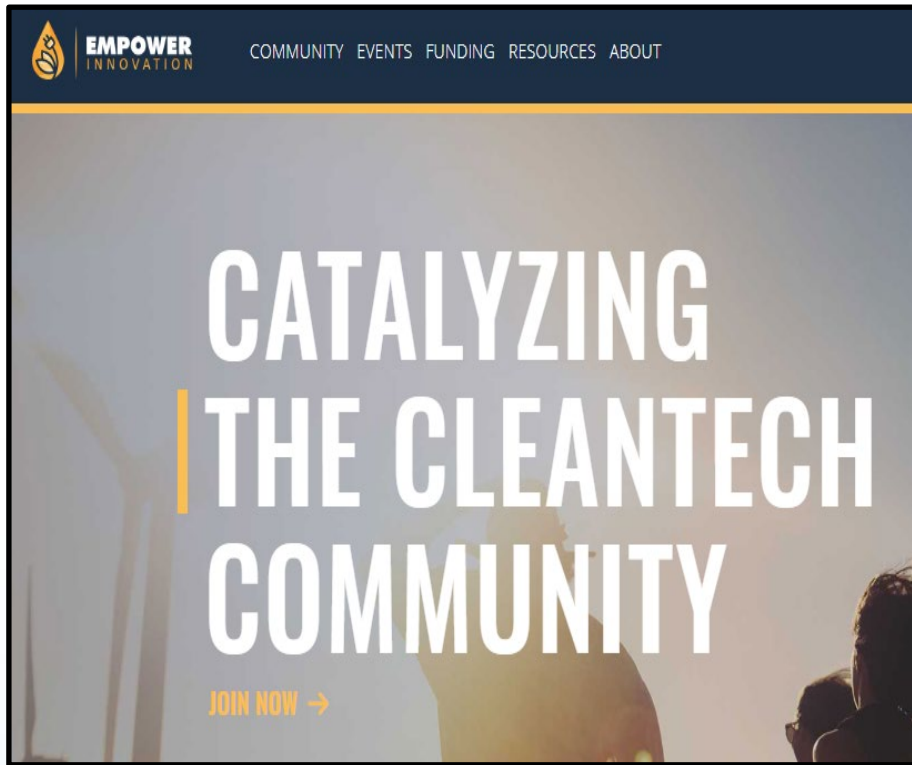 EMPOWER
INNOVATION
COMMUNITY EVENTS FUNDING RESOURCES ABOUT
CATALYZING
THE CLEANTECH
COMMUNITY
JOIN NOW →